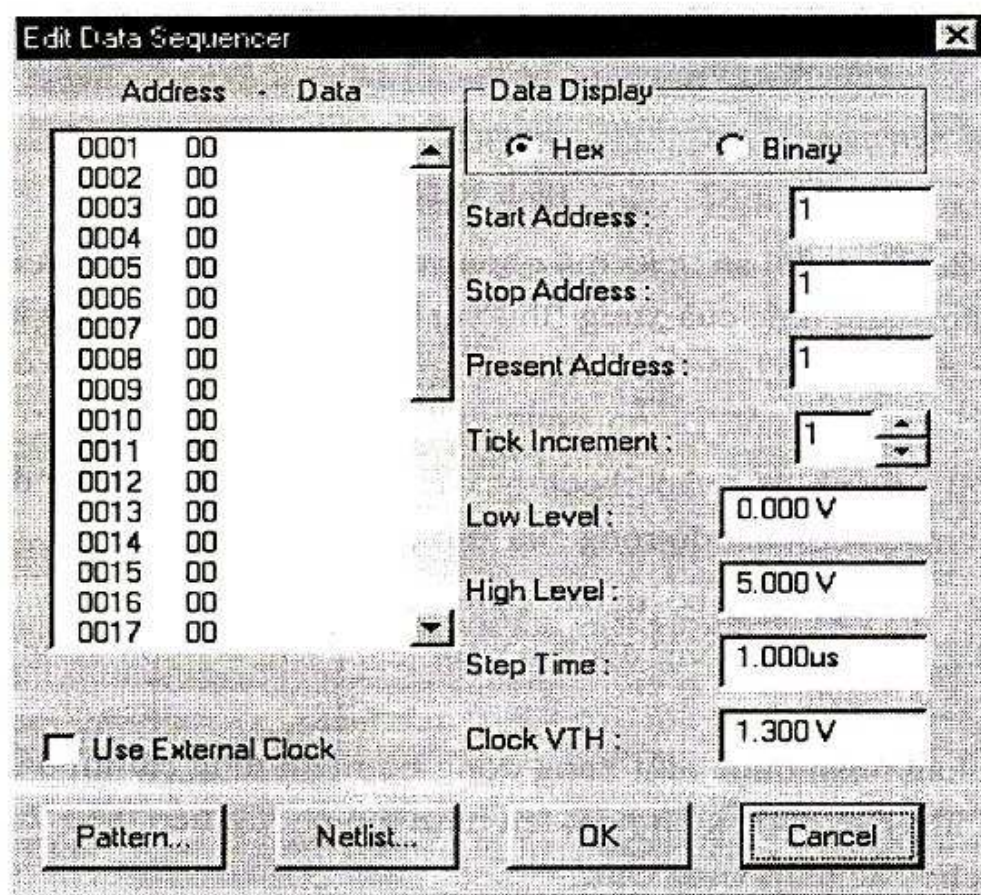 Edit Data Sequencer
Address - Data
0001 00
0002 00
0003 00
0004 00
0005 00
0006 00
0007 00
0008 00
0009 00
0010 00
0011 00
0012 00
0013 00
0014 00
0015 00
0016 00
0017 00
Use External Clock
Data Display
Hex Binary
Start Address : 1
Stop Address : 1
Present Address : 1
Tick Increment : 1
Low Level : 0.000 V
High Level : 5.000 V
Step Time : 1.000us
Clock VTH : 1.300 V
Pattern... Netlist... OK Cancel